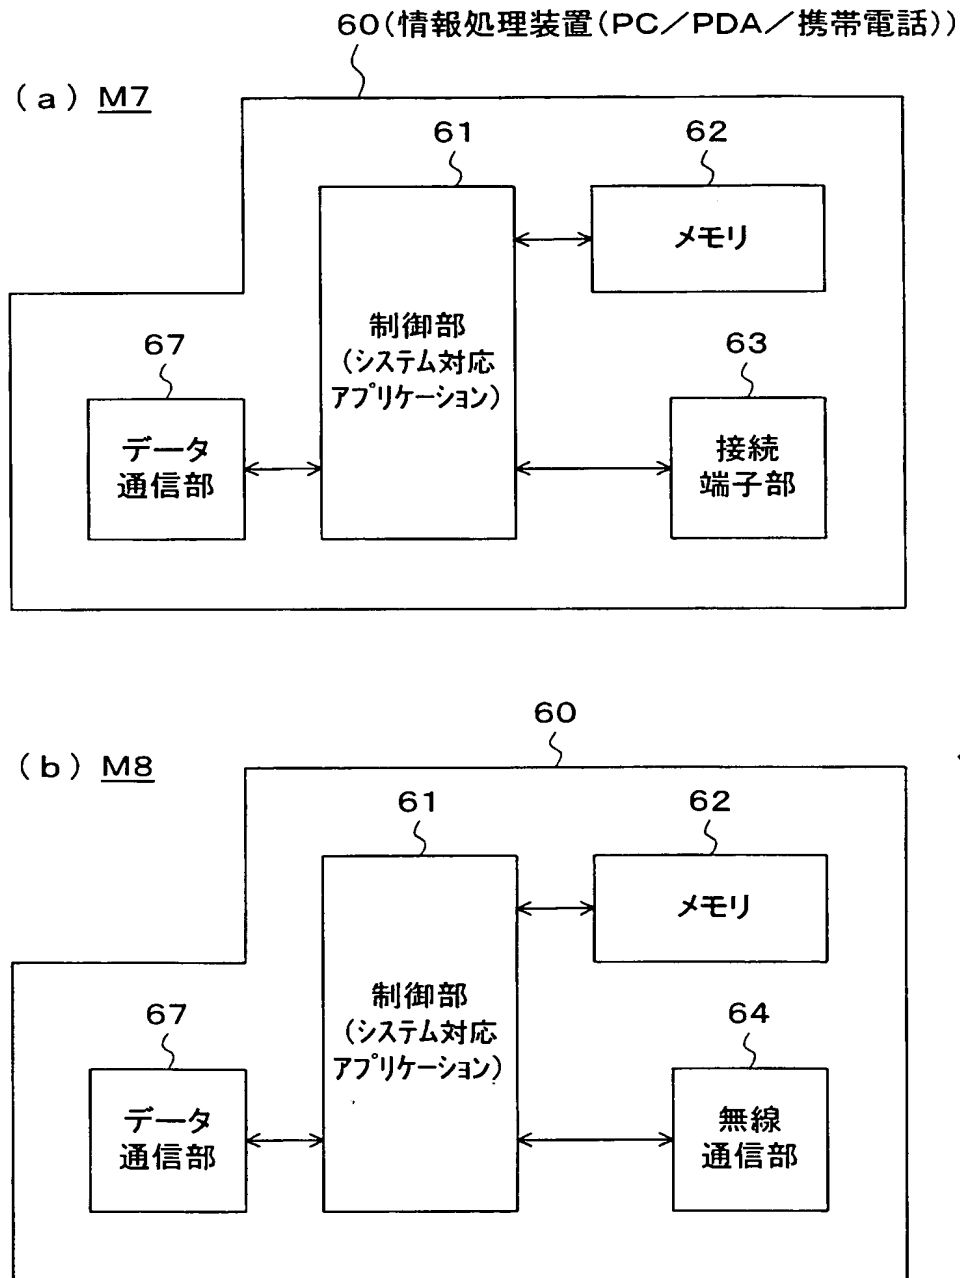 60(情報処理装置(PC/PDA/携帯電話))
(a) M7
61
62
メモリ
制御部
(システム対応
アプリケーション)
67
63
データ
通信部
接続
端子部
60
(b) M8
61
62
メモリ
制御部
(システム対応
アプリケーション)
67
64
データ
通信部
無線
通信部